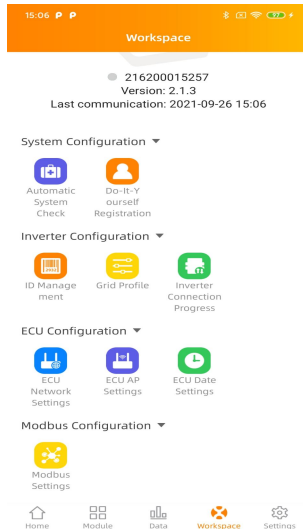 15:06 P P 97
Workspace
216200015257
Version: 2.1.3
Last communication: 2021-09-26 15:06
System Configuration
Automatic Do-It-Y
System ourself
Check Registration
Inverter Configuration
ID Manage Grid Profile Inverter
ment Connection
Progress
ECU Configuration
ECU ECU AP ECU Date
Network Settings Settings
Settings
Modbus Configuration
Modbus
Settings
Home Module Data Workspace Settings